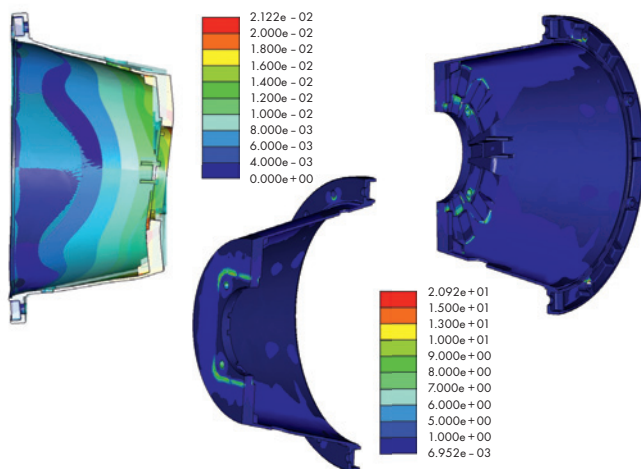 2.122e – 02
2.000e – 02
1.800e – 02
1.600e – 02
1.400e – 02
1.200e – 02
8.000e – 03
6.000e – 03
4.000e – 03
0.000e + 00
2.092e + 01
1.500e + 01
1.300e + 01
1.000e + 01
9.000e + 00
8.000e + 00
7.000e + 00
6.000e + 00
5.000e + 00
1.000e + 00
6.952e – 03